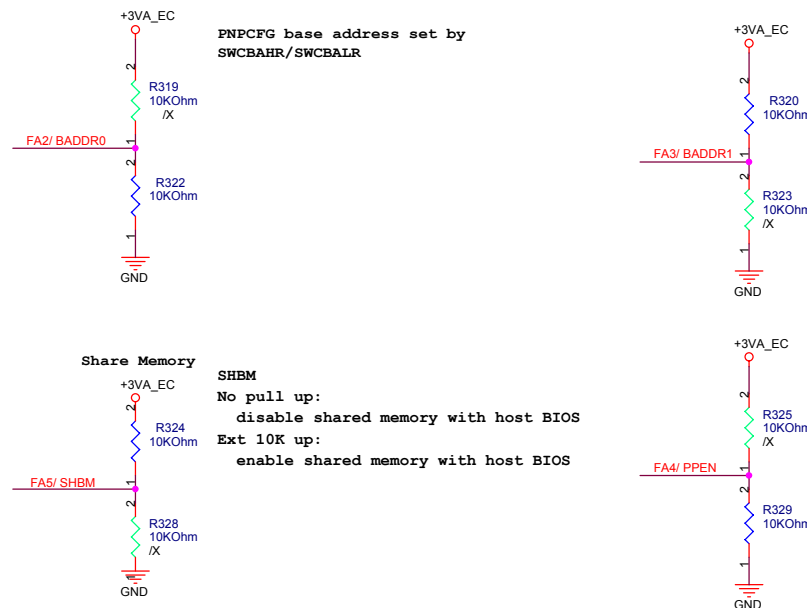 +3VA_EC
PNPCFG base address set by
SWCBAHR/SWCBALR
2
R319
10KOhm
/X
1
FA2/ BADDR0
2
R322
10KOhm
1
GND
+3VA_EC
2
R320
10KOhm
1
FA3/ BADDR1
2
R323
10KOhm
/X
1
GND
Share Memory
+3VA_EC
2
R324
10KOhm
1
FA5/ SHBM
2
R328
10KOhm
/X
1
GND
SHBM
No pull up:
disable shared memory with host BIOS
Ext 10K up:
enable shared memory with host BIOS
+3VA_EC
2
R325
10KOhm
/X
1
FA4/ PPEN
2
R329
10KOhm
1
GND